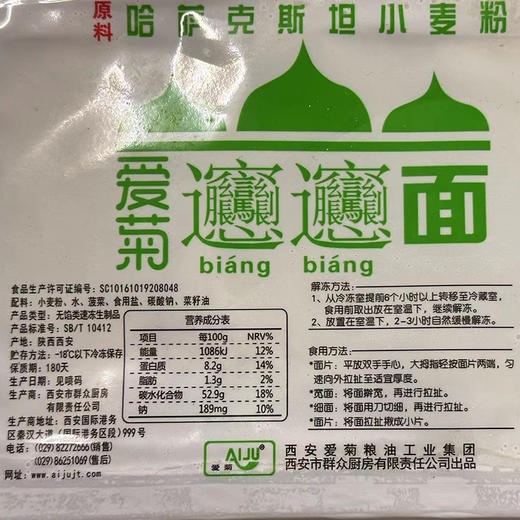 原料 哈萨克斯坦小麦粉
爱菊𰻞𰻞面
biáng biáng
食品生产许可证编号: SC10161019208048
配料: 小麦粉、水、菠菜、食用盐、碳酸钠、菜籽油
产品类型: 无馅类速冻生制品
产品标准号: SB/T 10412
产地: 陕西西安
贮存方法: -18℃以下冷冻保存
保质期: 180天
生产日期: 见喷码
生产商: 西安市群众厨房
有限责任公司
生产商地址: 西安国际港务
区秦汉大道(国际港务区段)999号
电话: (029)82272666(销售)
(029)86251069(售后)
网址: www.aijujt.com
营养成分表
项目 每100g NRV%
能量 1086kJ 12%
蛋白质 8.2g 14%
脂肪 1.3g 2%
碳水化合物 52.9g 18%
钠 189mg 10%
解冻方法:
1、从冷冻室提前6个小时以上转移至冷藏室,
食用前取出放在室温下,继续解冻。
2、放置在室温下,2-3小时自然缓慢解冻。
食用方法:
*面片: 平放双手手心,大拇指轻按面片两端,匀
速向外拉扯至适宜厚度。
*宽面: 将面擀宽,再进行拉扯。
*细面: 将面用刀切细,再进行拉扯。
*面片: 将面拉扯揪成小片。
AIJU
爱菊
西安爱菊粮油工业集团
西安市群众厨房有限责任公司出品